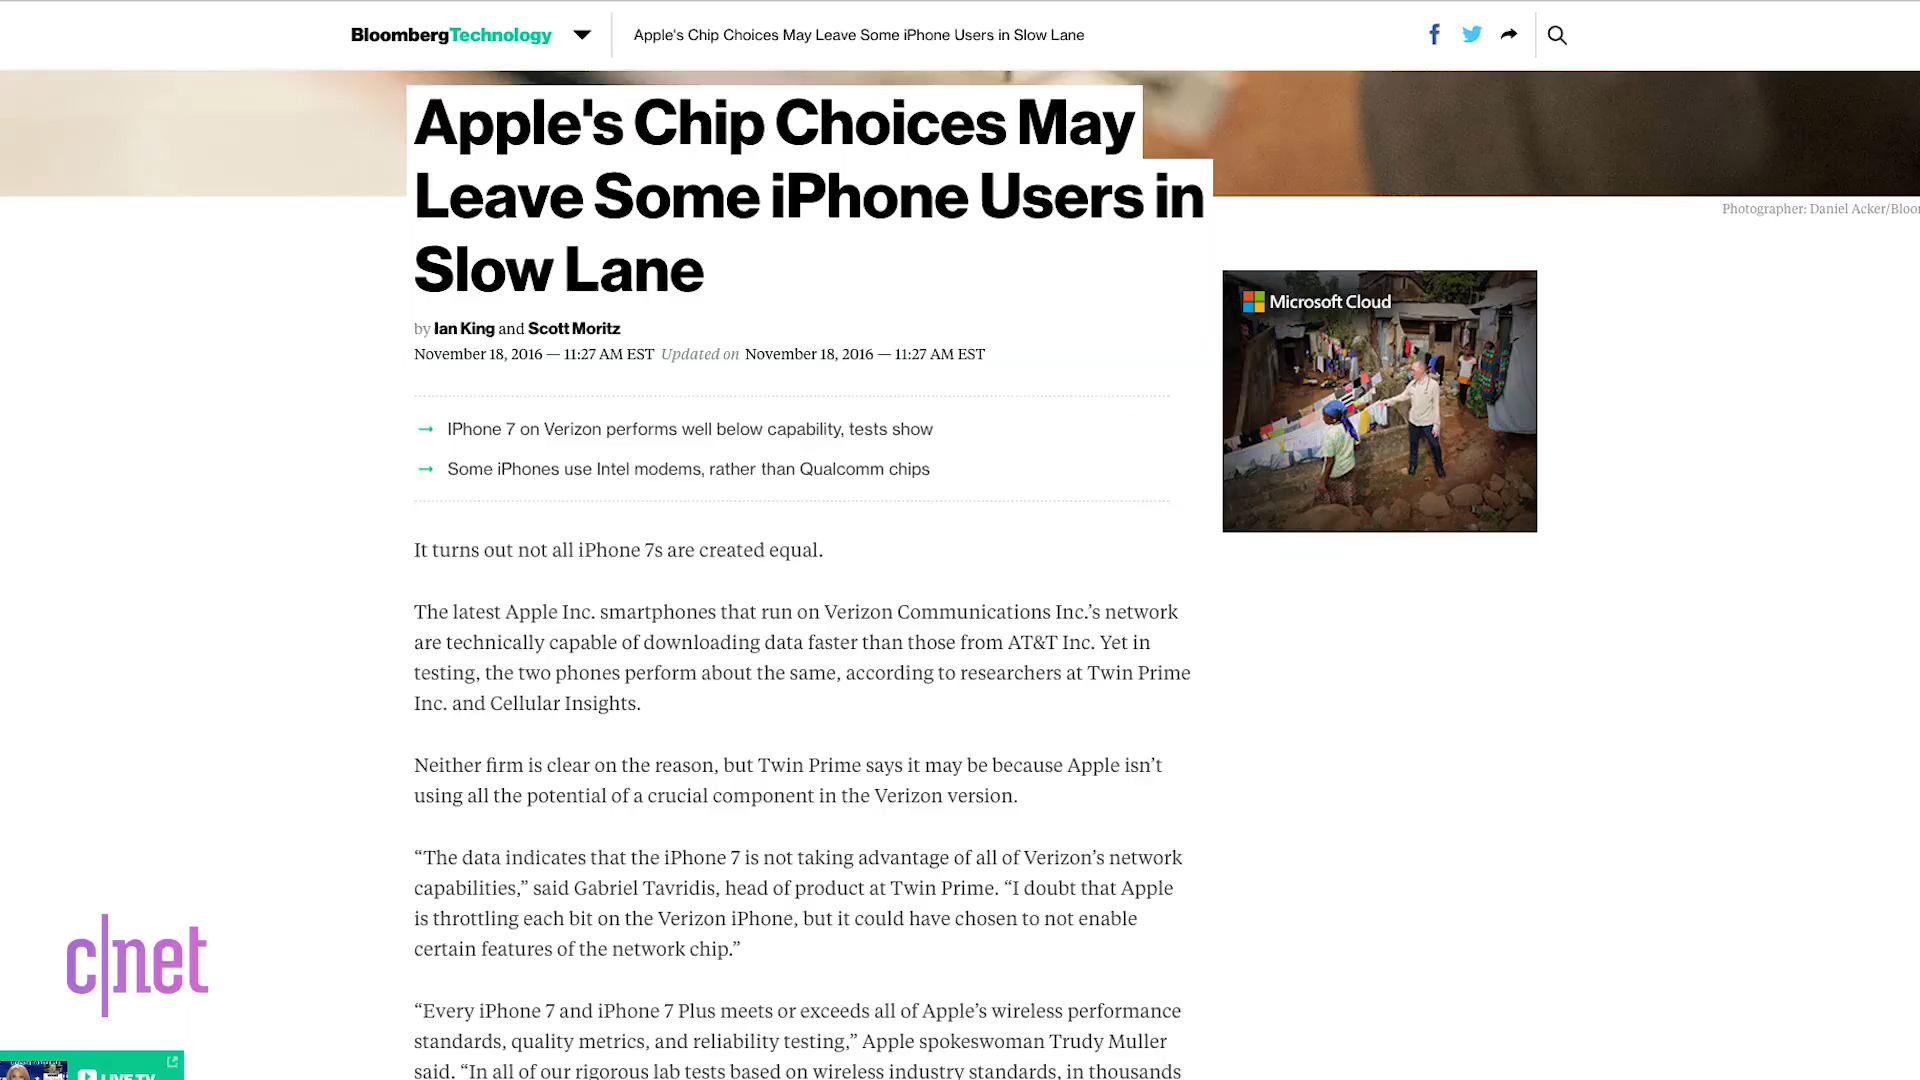 BloombergTechnology
Apple's Chip Choices May Leave Some iPhone Users in Slow Lane
Apple's Chip Choices May
Leave Some iPhone Users in
Slow Lane
Photographer: Daniel Acker/Bloo
by Ian King and Scott Moritz
November 18, 2016 — 11:27 AM EST Updated on November 18, 2016 — 11:27 AM EST
Microsoft Cloud
→ IPhone 7 on Verizon performs well below capability, tests show
→ Some iPhones use Intel modems, rather than Qualcomm chips
It turns out not all iPhone 7s are created equal.
The latest Apple Inc. smartphones that run on Verizon Communications Inc.’s network
are technically capable of downloading data faster than those from AT&T Inc. Yet in
testing, the two phones perform about the same, according to researchers at Twin Prime
Inc. and Cellular Insights.
Neither firm is clear on the reason, but Twin Prime says it may be because Apple isn’t
using all the potential of a crucial component in the Verizon version.
“The data indicates that the iPhone 7 is not taking advantage of all of Verizon’s network
capabilities,” said Gabriel Tavridis, head of product at Twin Prime. “I doubt that Apple
is throttling each bit on the Verizon iPhone, but it could have chosen to not enable
certain features of the network chip.”
“Every iPhone 7 and iPhone 7 Plus meets or exceeds all of Apple’s wireless performance
standards, quality metrics, and reliability testing,” Apple spokeswoman Trudy Muller
said. “In all of our rigorous lab tests based on wireless industry standards, in thousands
c|net
LIVE TV